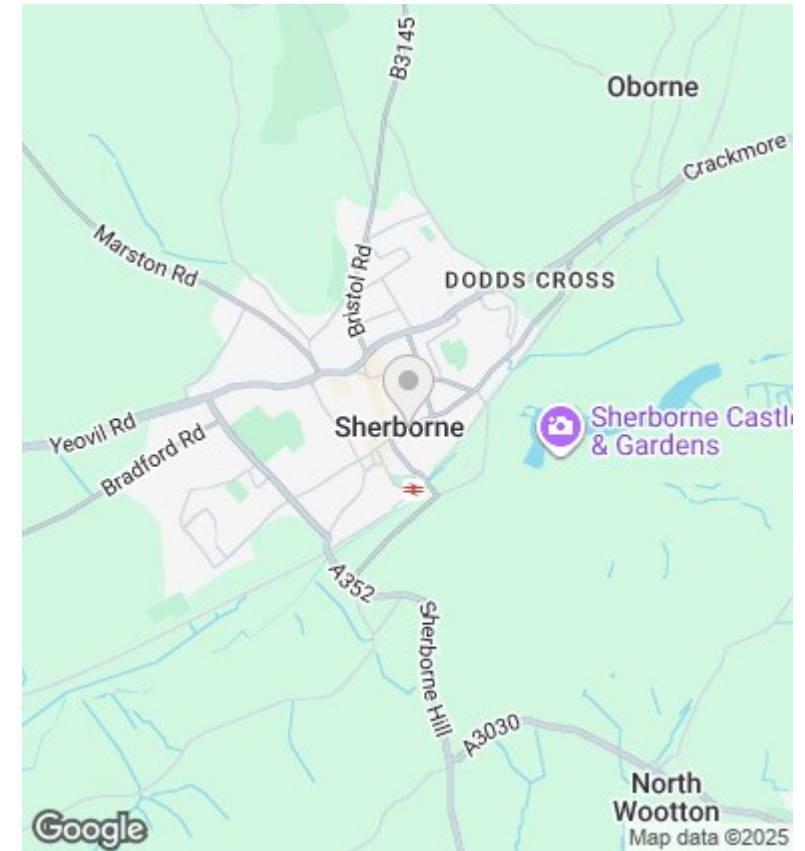 B3145
Oborne
Crackmore
Marston Rd
Bristol Rd
DODDS CROSS
Yeovil Rd
Bradford Rd
Sherborne
Sherborne Castle
& Gardens
A352
Sherborne Hill
A3030
North
Wootton
Google
Map data ©2025